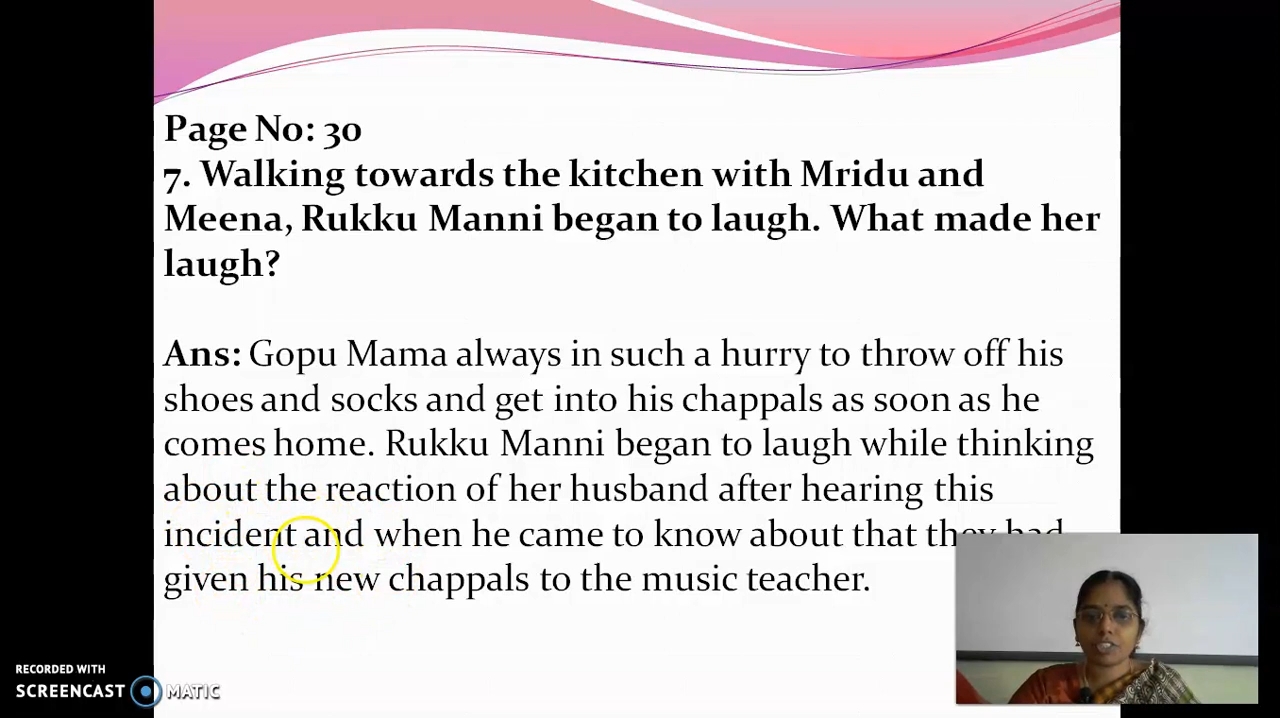 Page No: 30
7. Walking towards the kitchen with Mridu and
Meena, Rukku Manni began to laugh. What made her
laugh?
Ans: Gopu Mama always in such a hurry to throw off his
shoes and socks and get into his chappals as soon as he
comes home. Rukku Manni began to laugh while thinking
about the reaction of her husband after hearing this
incident and when he came to know about that they had
given his new chappals to the music teacher.
RECORDED WITH
SCREENCAST MATIC